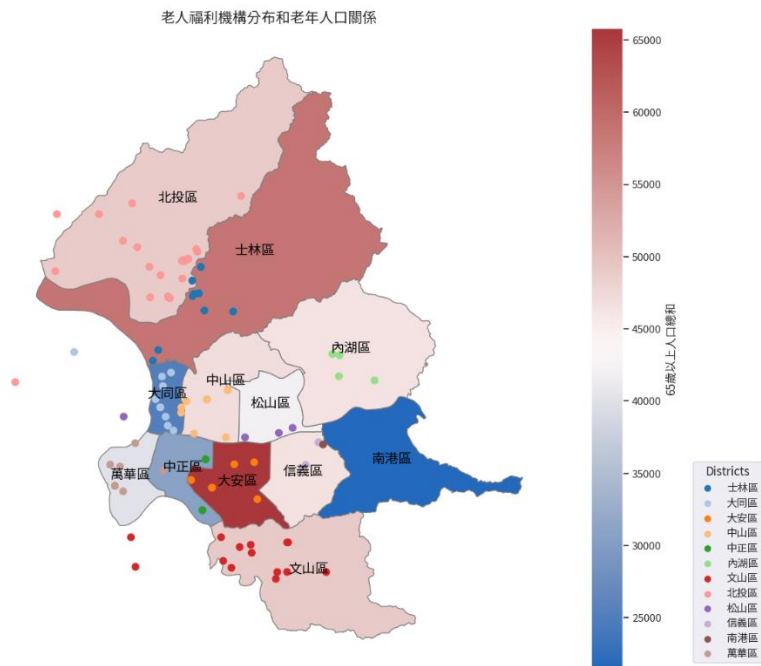 老人福利機構分布和老年人口關係
北投區
士林區
內湖區
中山區
大同區
松山區
萬華區
中正區
大安區
信義區
南港區
文山區
65000
60000
55000
50000
45000
40000
35000
30000
25000
65歲以上人口總和
Districts
士林區
大同區
大安區
中山區
中正區
內湖區
文山區
北投區
松山區
信義區
南港區
萬華區